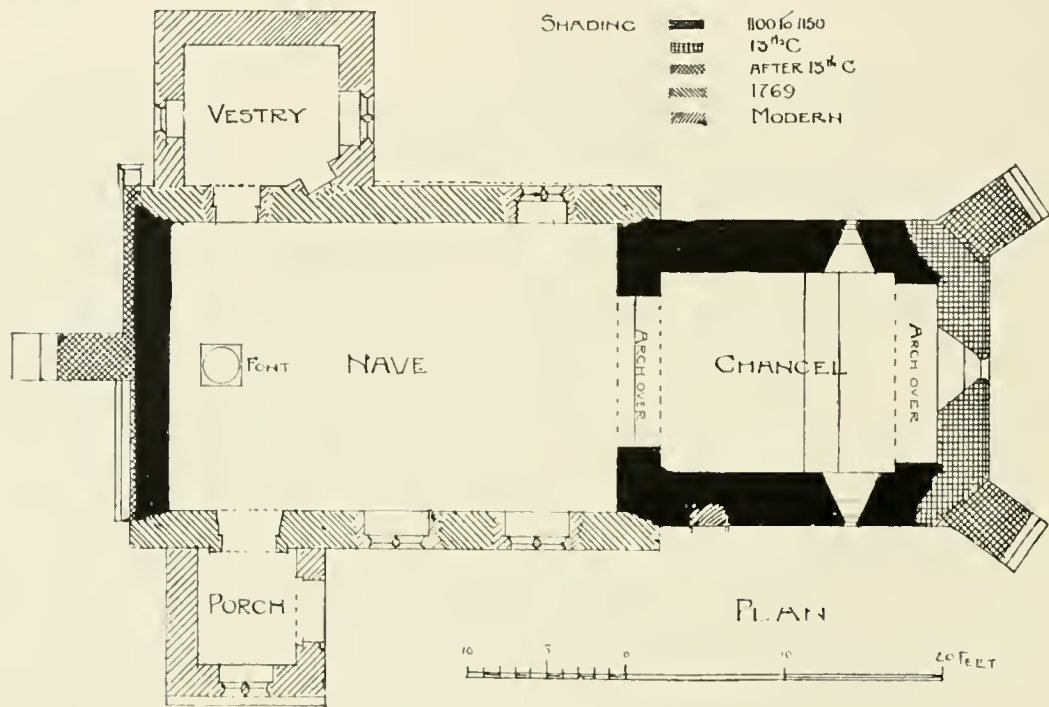 SHADING
1100 to 1150
13th C
AFTER 13th C
1769
MODERN
VESTRY
FONT
NAVE
ARCH OVER
CHANCEL
ARCH OVER
PORCH
PLAN
10 5 0 10 20 FEET